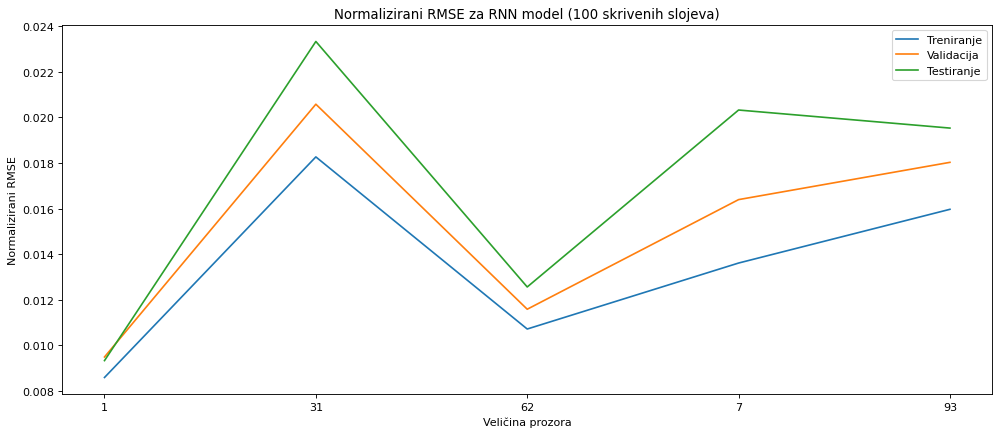 Normalizirani RMSE za RNN model (100 skrivenih slojeva)
Treniranje
Validacija
Testiranje
Normalizirani RMSE
0.024
0.022
0.020
0.018
0.016
0.014
0.012
0.010
0.008
1 31 62 7 93
Veličina prozora